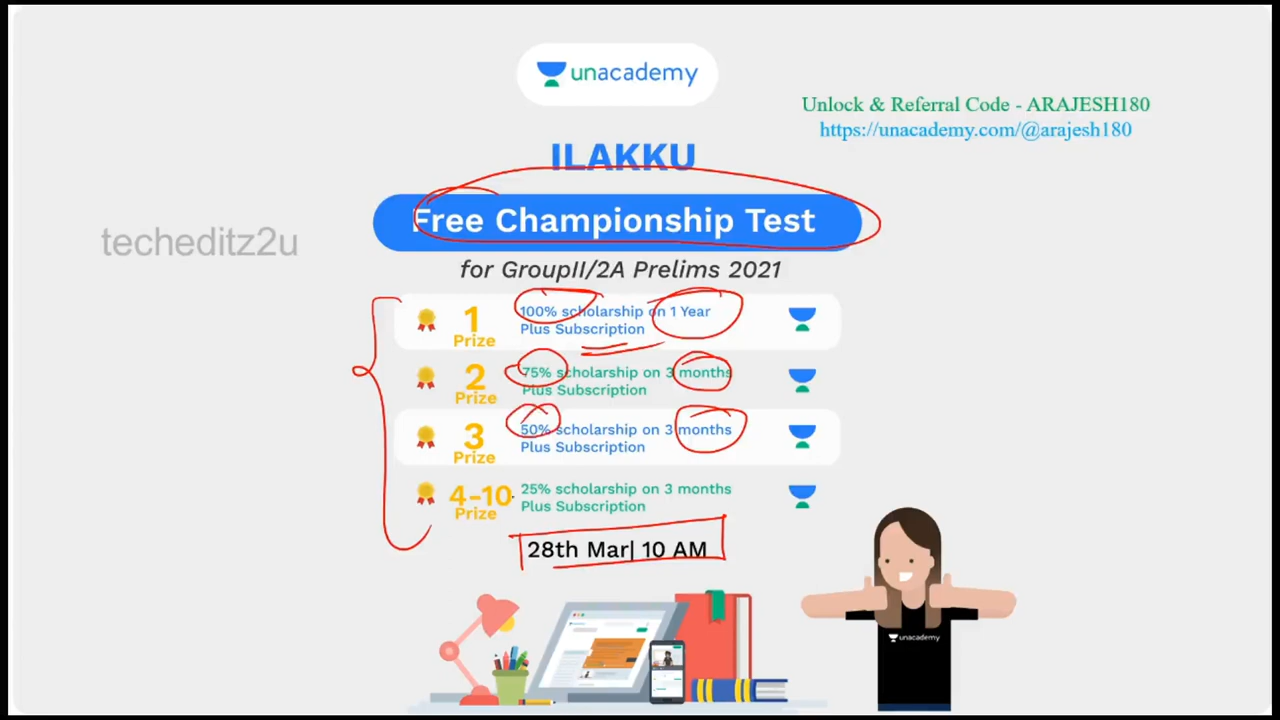 unacademy
Unlock & Referral Code - ARAJESH180
https://unacademy.com/@arajesh180
ILAKKU
Free Championship Test
techeditz2u
for GroupII/2A Prelims 2021
1
Prize
100% scholarship on 1 Year
Plus Subscription
2
Prize
75% scholarship on 3 months
Plus Subscription
3
Prize
50% scholarship on 3 months
Plus Subscription
4-10
Prize
25% scholarship on 3 months
Plus Subscription
28th Mar| 10 AM
unacademy